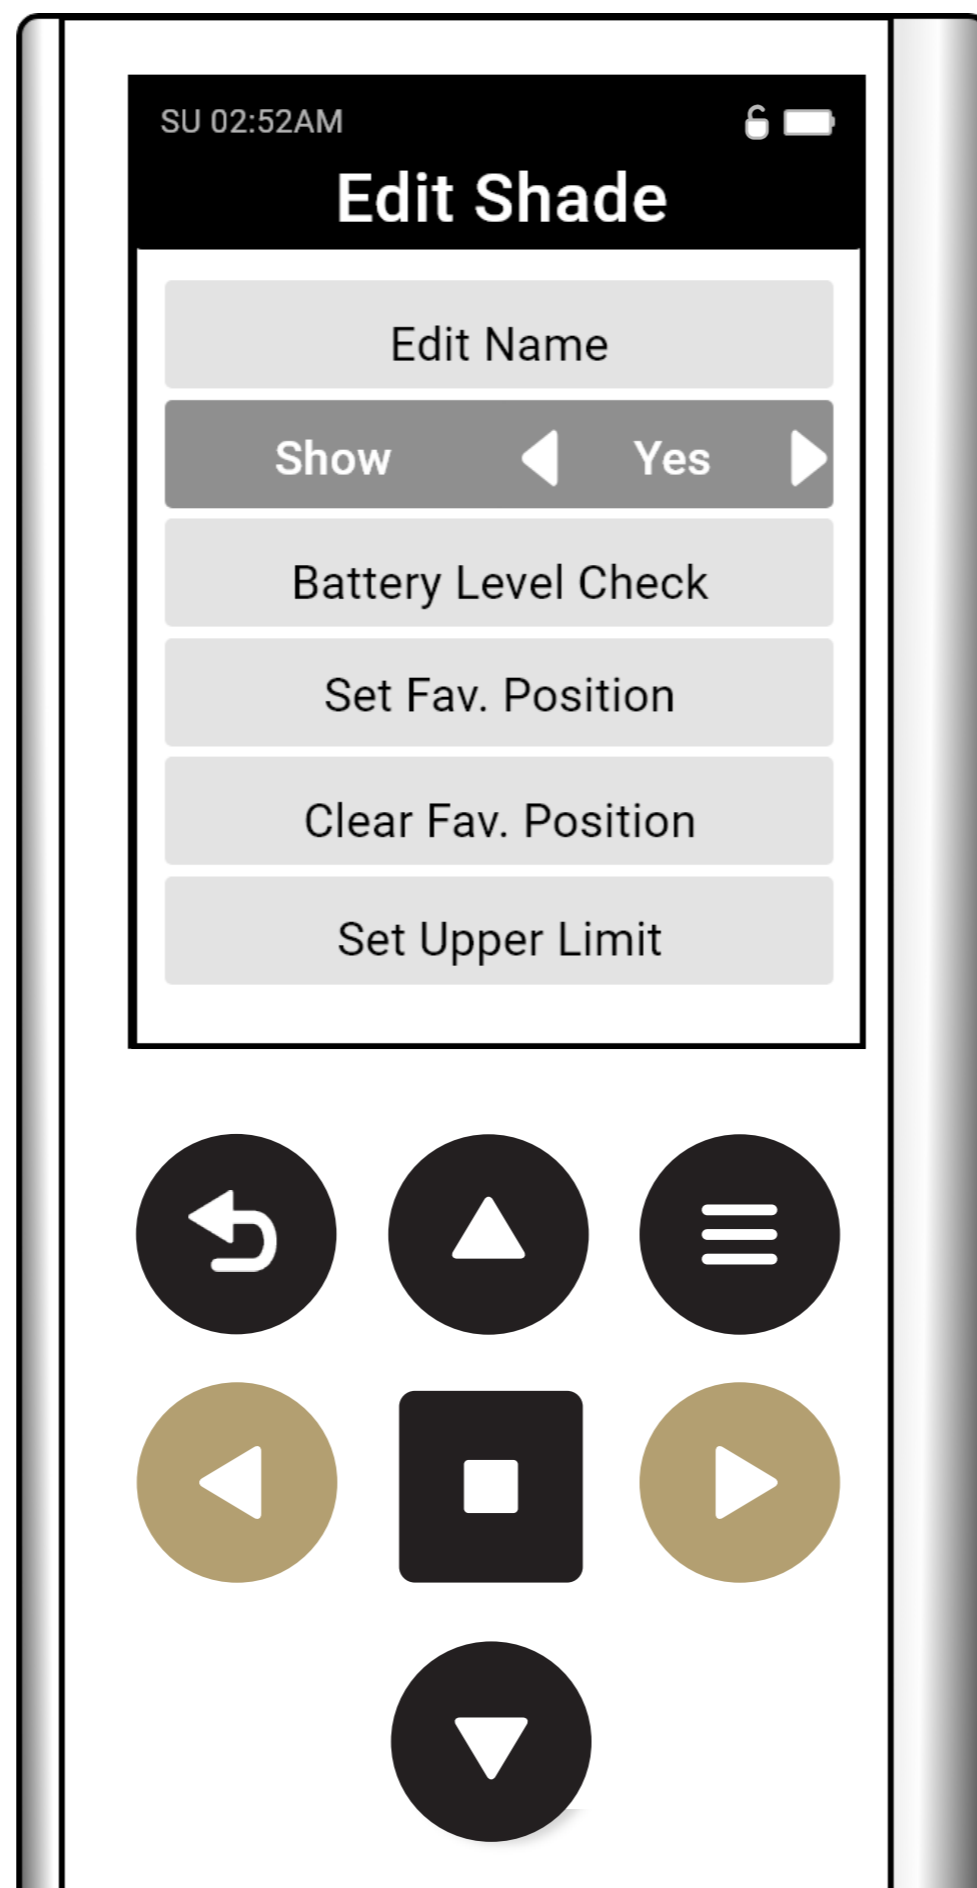 SU 02:52AM
Edit Shade
Edit Name
Show Yes
Battery Level Check
Set Fav. Position
Clear Fav. Position
Set Upper Limit